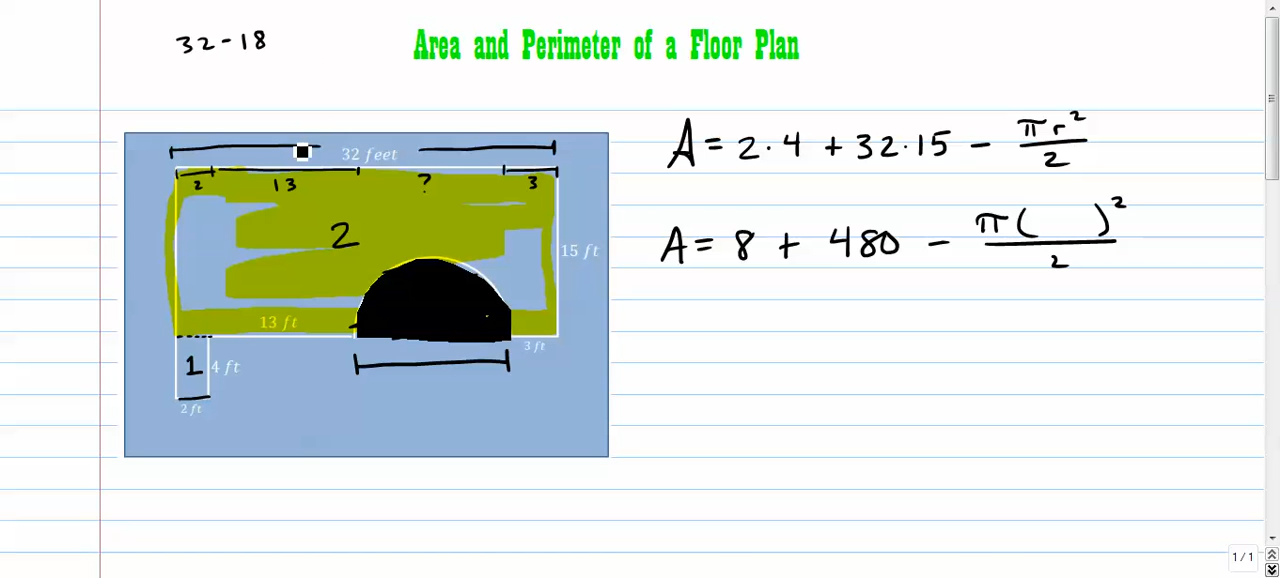 32-18
Area and Perimeter of a Floor Plan
32 feet
2 13 ? 3
2
15 ft
13 ft
3 ft
1 4 ft
2 ft
A = 2·4 + 32·15 - πr²/2
A = 8 + 480 - π( )²/2
1 / 1